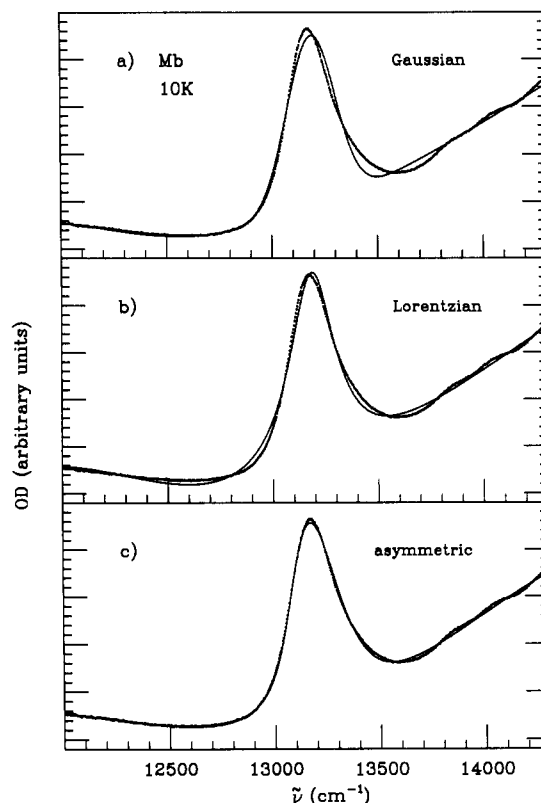 a) Mb Gaussian
10K
b) Lorentzian
OD (arbitrary units)
c) asymmetric
12500 13000 13500 14000
ν̃ (cm⁻¹)